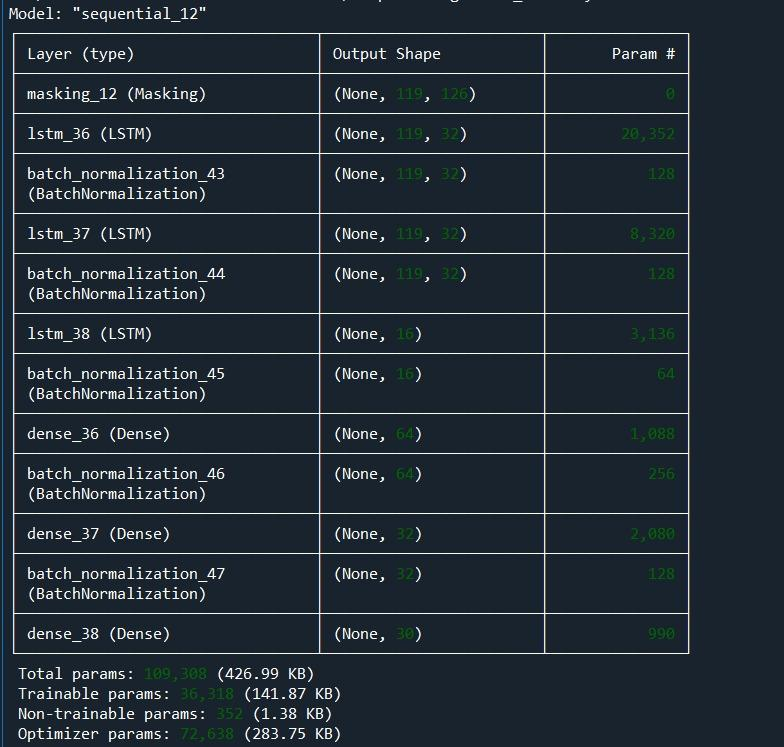 Model: "sequential_12"
Layer (type) Output Shape Param #
masking_12 (Masking) (None, 119, 126) 0
lstm_36 (LSTM) (None, 119, 32) 20,352
batch_normalization_43 (None, 119, 32) 128
(BatchNormalization)
lstm_37 (LSTM) (None, 119, 32) 8,320
batch_normalization_44 (None, 119, 32) 128
(BatchNormalization)
lstm_38 (LSTM) (None, 16) 3,136
batch_normalization_45 (None, 16) 64
(BatchNormalization)
dense_36 (Dense) (None, 64) 1,088
batch_normalization_46 (None, 64) 256
(BatchNormalization)
dense_37 (Dense) (None, 32) 2,080
batch_normalization_47 (None, 32) 128
(BatchNormalization)
dense_38 (Dense) (None, 30) 990
Total params: 109,308 (426.99 KB)
Trainable params: 36,318 (141.87 KB)
Non-trainable params: 352 (1.38 KB)
Optimizer params: 72,638 (283.75 KB)